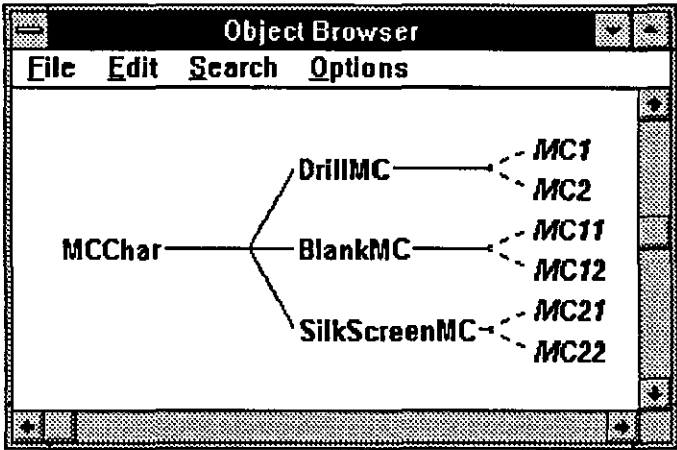 Object Browser
File Edit Search Options
MC1
DrillMC
MC2
MC11
MCChar BlankMC
MC12
MC21
SilkScreenMC
MC22